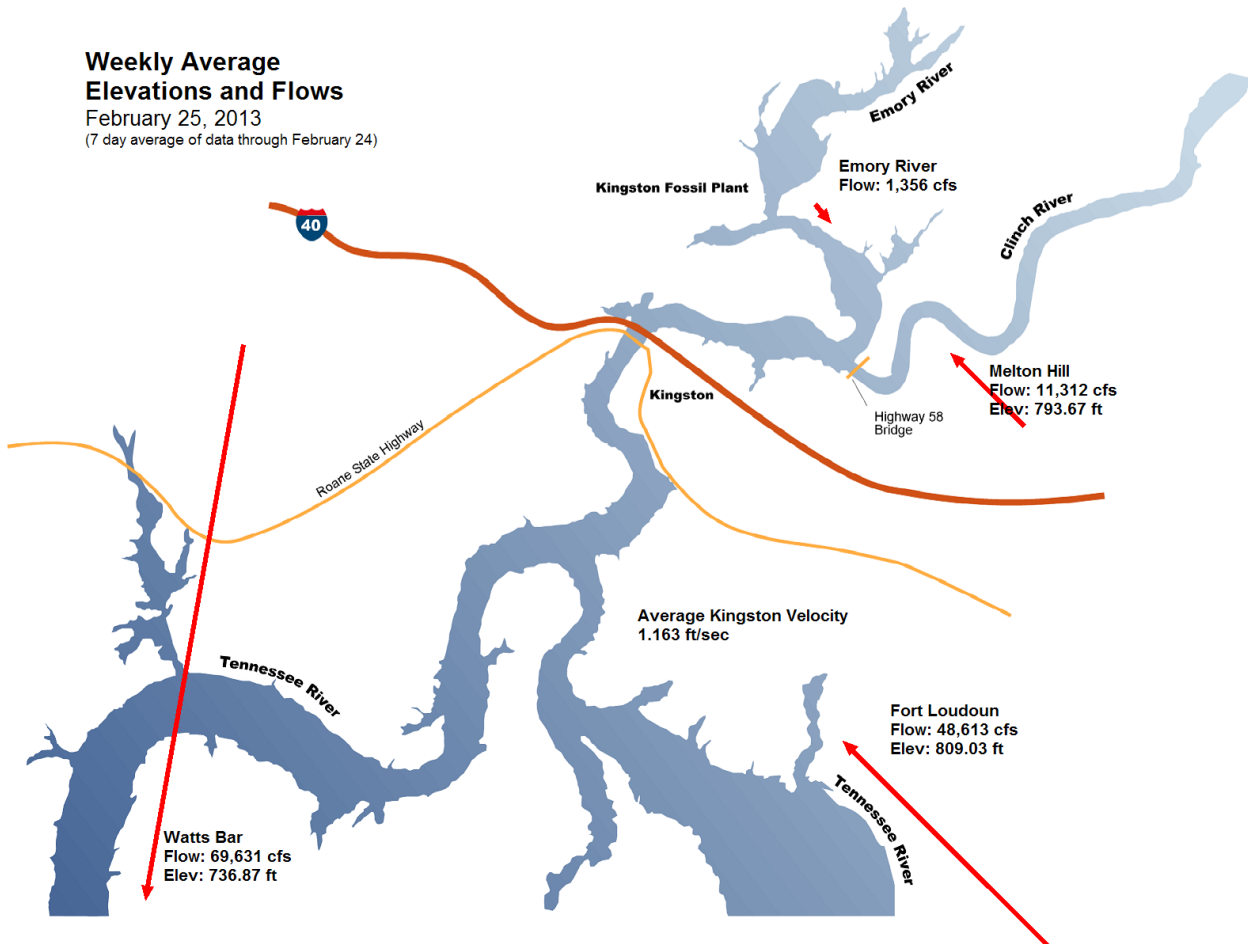 Weekly Average
Elevations and Flows
February 25, 2013
(7 day average of data through February 24)
Emory River
Emory River
Flow: 1,356 cfs
Kingston Fossil Plant
Clinch River
40
Melton Hill
Flow: 11,312 cfs
Elev: 793.67 ft
Kingston
Highway 58
Bridge
Roane State Highway
Average Kingston Velocity
1.163 ft/sec
Tennessee River
Fort Loudoun
Flow: 48,613 cfs
Elev: 809.03 ft
Tennessee River
Watts Bar
Flow: 69,631 cfs
Elev: 736.87 ft